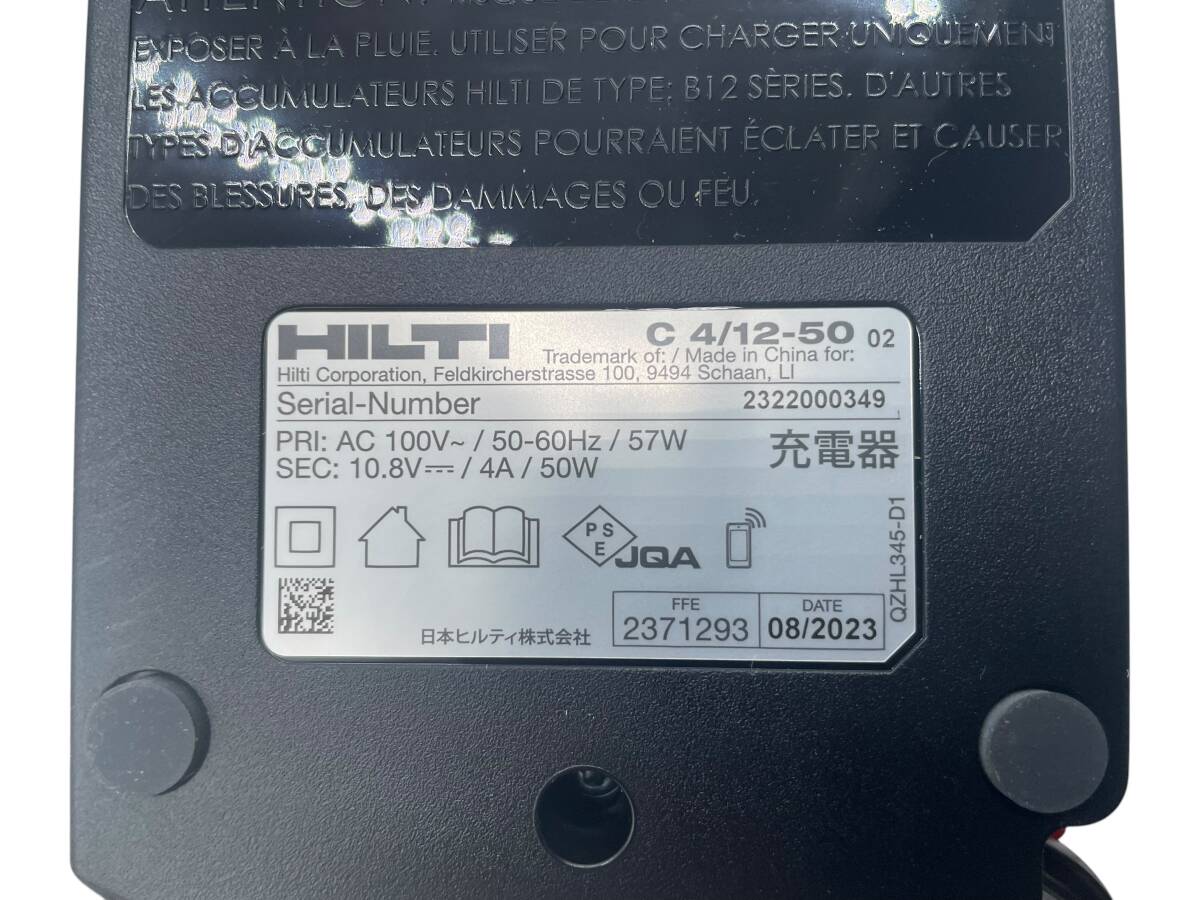 ATTENTION:
EXPOSER À LA PLUIE. UTILISER POUR CHARGER UNIQUEMENT
LES ACCUMULATEURS HILTI DE TYPE: B12 SÈRIES. D'AUTRES
TYPES D'ACCUMULATEURS POURRAIENT ÉCLATER ET CAUSER
DES BLESSURES, DES DAMMAGES OU FEU.
HILTI C 4/12-50 02
Trademark of: / Made in China for:
Hilti Corporation, Feldkircherstrasse 100, 9494 Schaan, LI
Serial-Number 2322000349
PRI: AC 100V~ / 50-60Hz / 57W
SEC: 10.8V⎓ / 4A / 50W
充電器
PS
E
JQA
QZHL345-D1
日本ヒルティ株式会社
FFE
2371293
DATE
08/2023